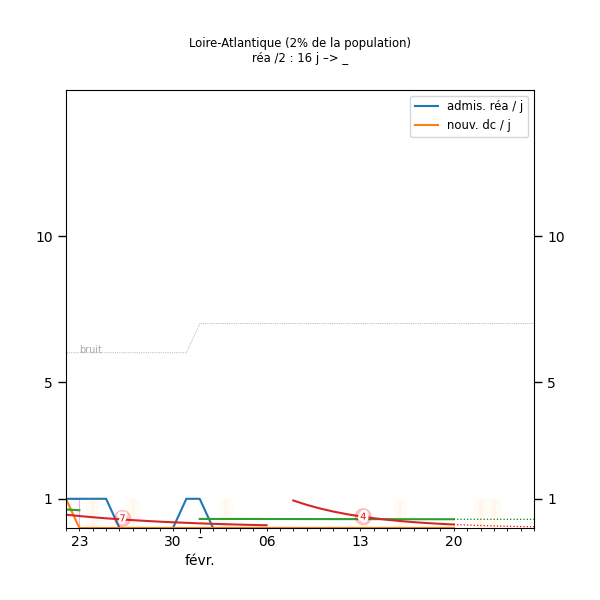 Loire-Atlantique (2% de la population)
réa /2 : 16 j –> _
admis. réa / j
nouv. dc / j
10 10
bruit
5 5
1 1
7 4
23 30 - 06 13 20
févr.